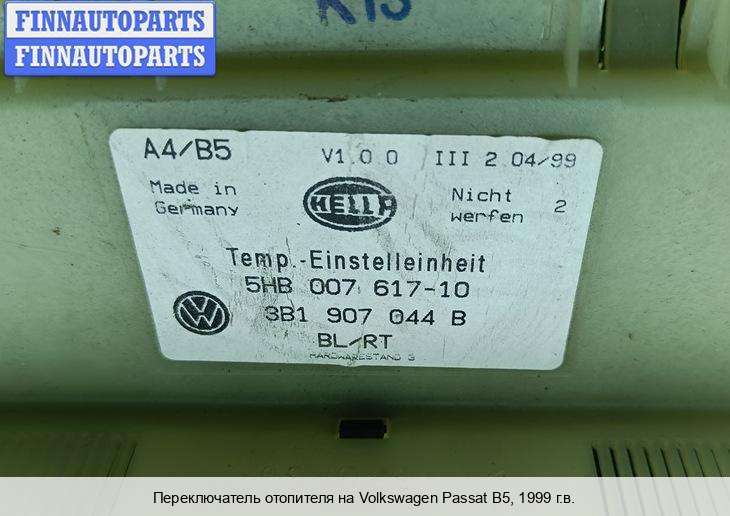 FINNAUTOPARTS
FINNAUTOPARTS
K13
A4/B5 V1.0 0 III 2 04/99
Made in
Germany
HELLA
Nicht
werfen 2
Temp.-Einstelleinheit
5HB 007 617-10
3B1 907 044 B
BL/RT
HARDWARESTAND 3
Переключатель отопителя на Volkswagen Passat B5, 1999 г.в.